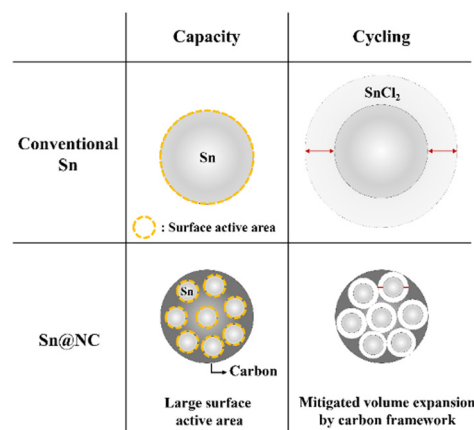 Capacity
Cycling
Conventional
Sn
Sn
SnCl₂
: Surface active area
Sn@NC
Sn
Carbon
Large surface
active area
Mitigated volume expansion
by carbon framework